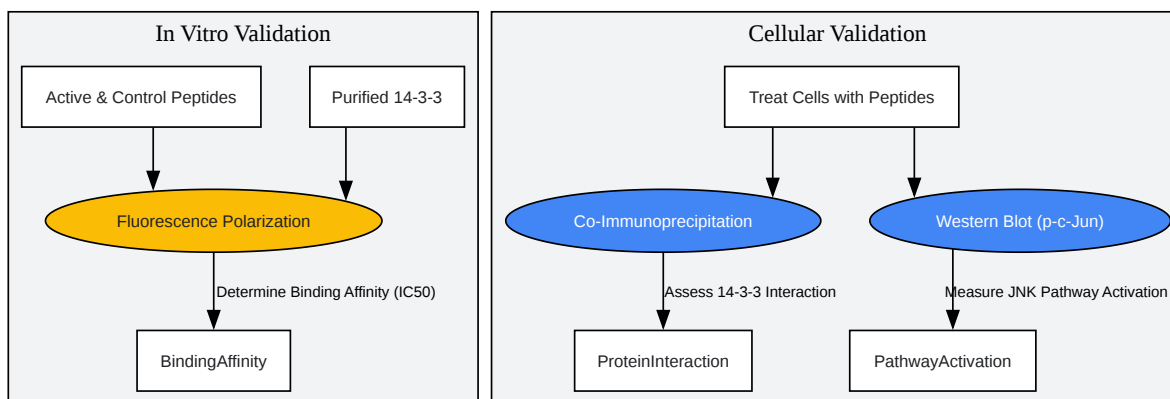 In Vitro Validation
Active & Control Peptides
Purified 14-3-3
Fluorescence Polarization
Determine Binding Affinity (IC50)
BindingAffinity
Cellular Validation
Treat Cells with Peptides
Co-Immunoprecipitation
Western Blot (p-c-Jun)
Assess 14-3-3 Interaction
Measure JNK Pathway Activation
ProteinInteraction
PathwayActivation